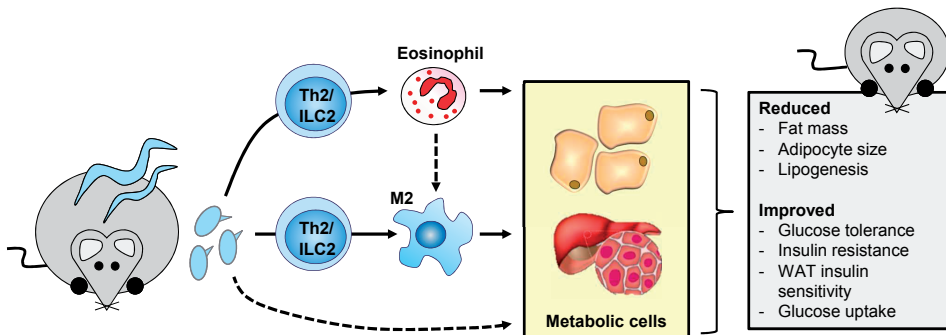 Eosinophil
Th2/
ILC2
M2
Th2/
ILC2
Metabolic cells
Reduced
- Fat mass
- Adipocyte size
- Lipogenesis
Improved
- Glucose tolerance
- Insulin resistance
- WAT insulin
sensitivity
- Glucose uptake